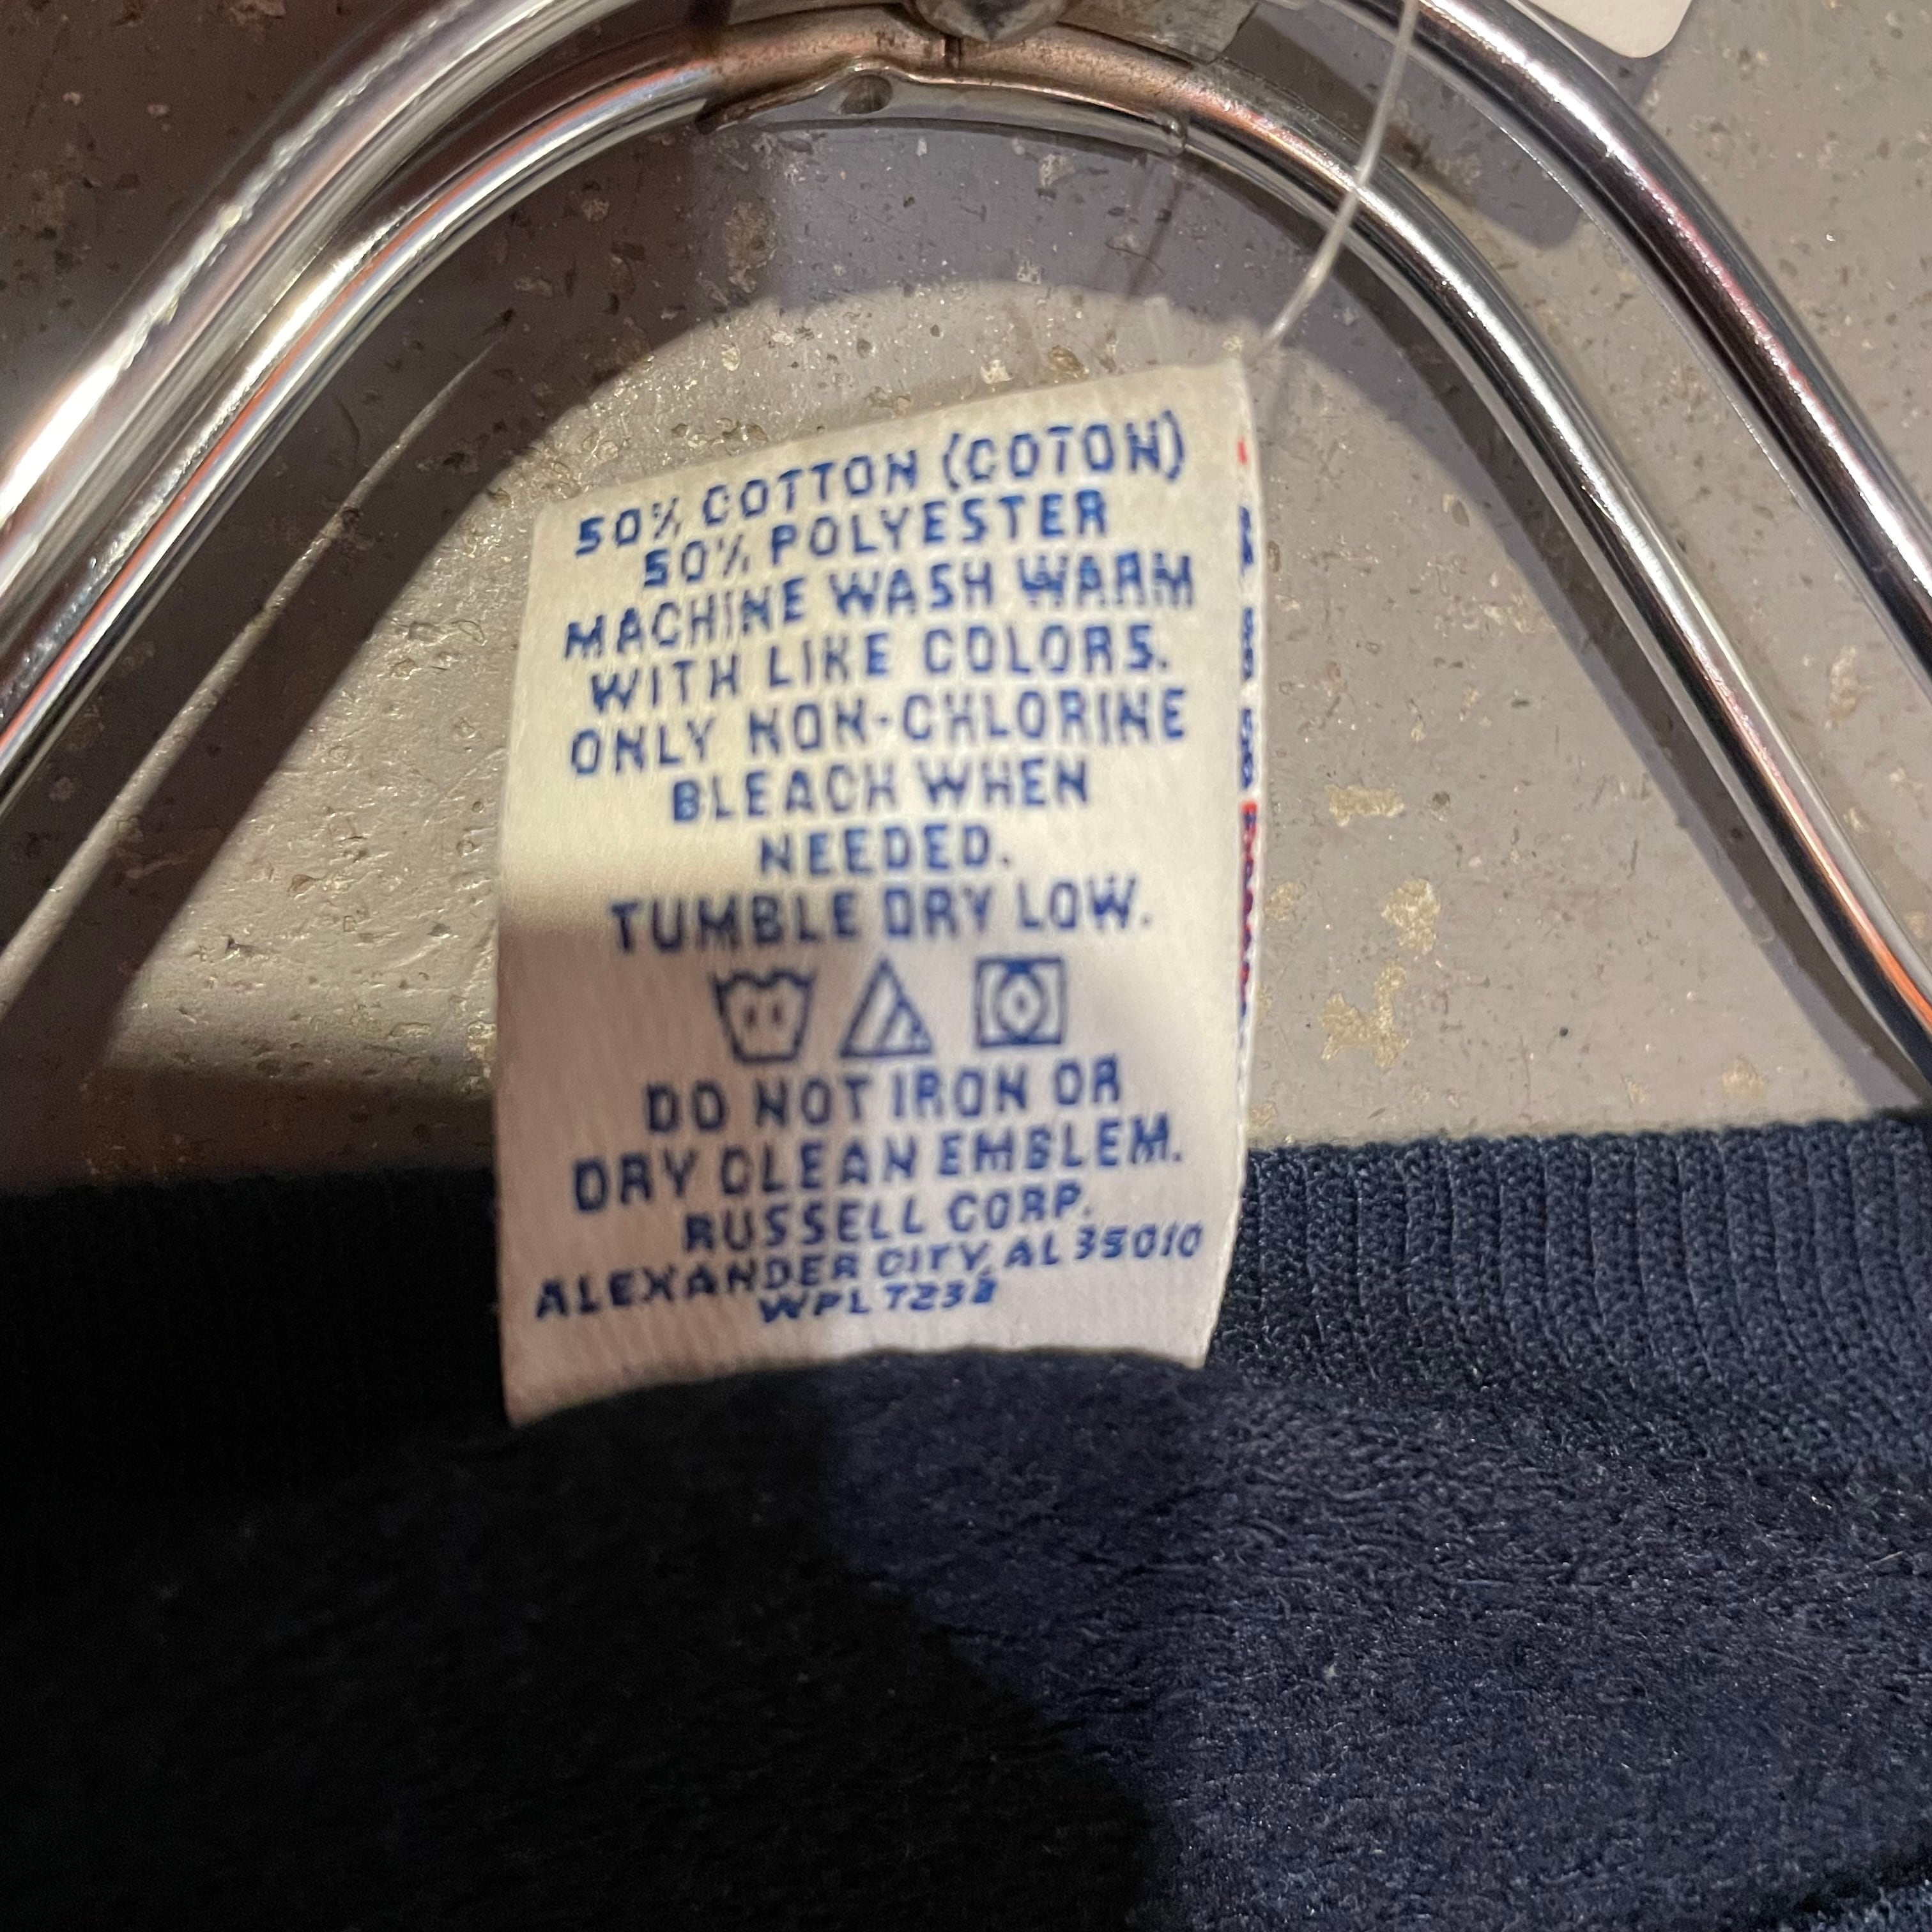 50% COTTON (COTON)
50% POLYESTER
MACHINE WASH WARM
WITH LIKE COLORS.
ONLY NON-CHLORINE
BLEACH WHEN
NEEDED.
TUMBLE DRY LOW.
DO NOT IRON OR
DRY CLEAN EMBLEM.
RUSSELL CORP.
ALEXANDER CITY, AL 35010
WPL 7232